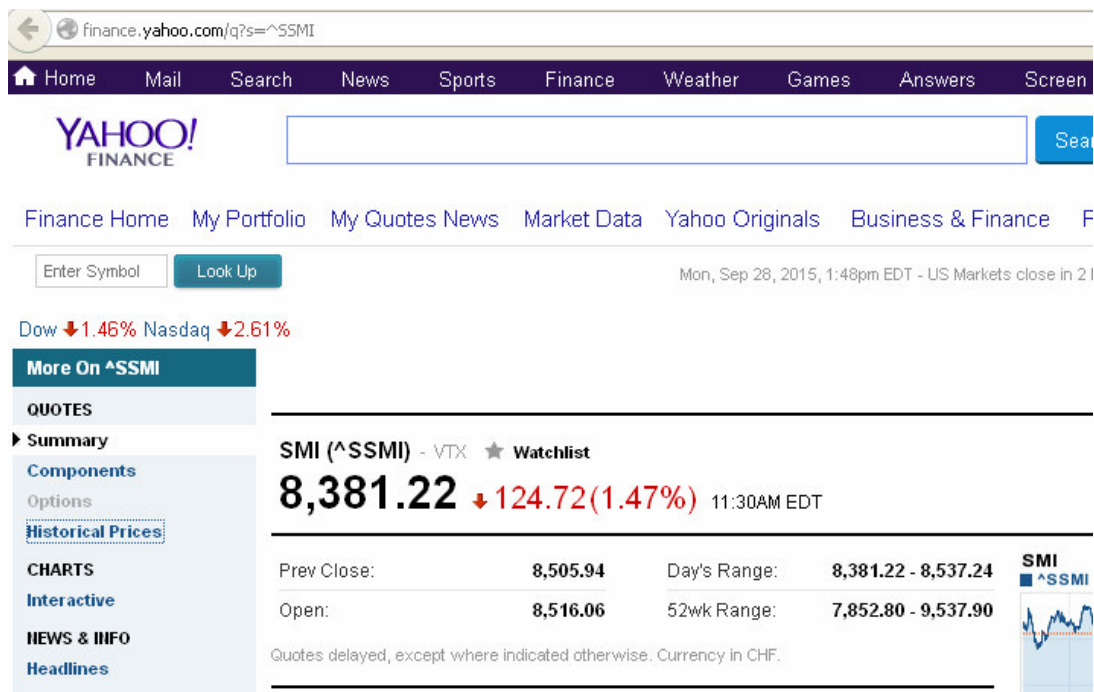 finance.yahoo.com/q?s=^SSMI
Home Mail Search News Sports Finance Weather Games Answers Screen
YAHOO!
FINANCE
Finance Home My Portfolio My Quotes News Market Data Yahoo Originals Business & Finance
Enter Symbol Look Up Mon, Sep 28, 2015, 1:48pm EDT - US Markets close in 2
Dow 1.46% Nasdaq 2.61%
More On ^SSMI
QUOTES
Summary
Components
Options
Historical Prices
CHARTS
Interactive
NEWS & INFO
Headlines
SMI (^SSMI) - VTX Watchlist
8,381.22 124.72(1.47%) 11:30AM EDT
Prev Close: 8,505.94 Day's Range: 8,381.22 - 8,537.24
Open: 8,516.06 52wk Range: 7,852.80 - 9,537.90
Quotes delayed, except where indicated otherwise. Currency in CHF.
SMI
^SSMI